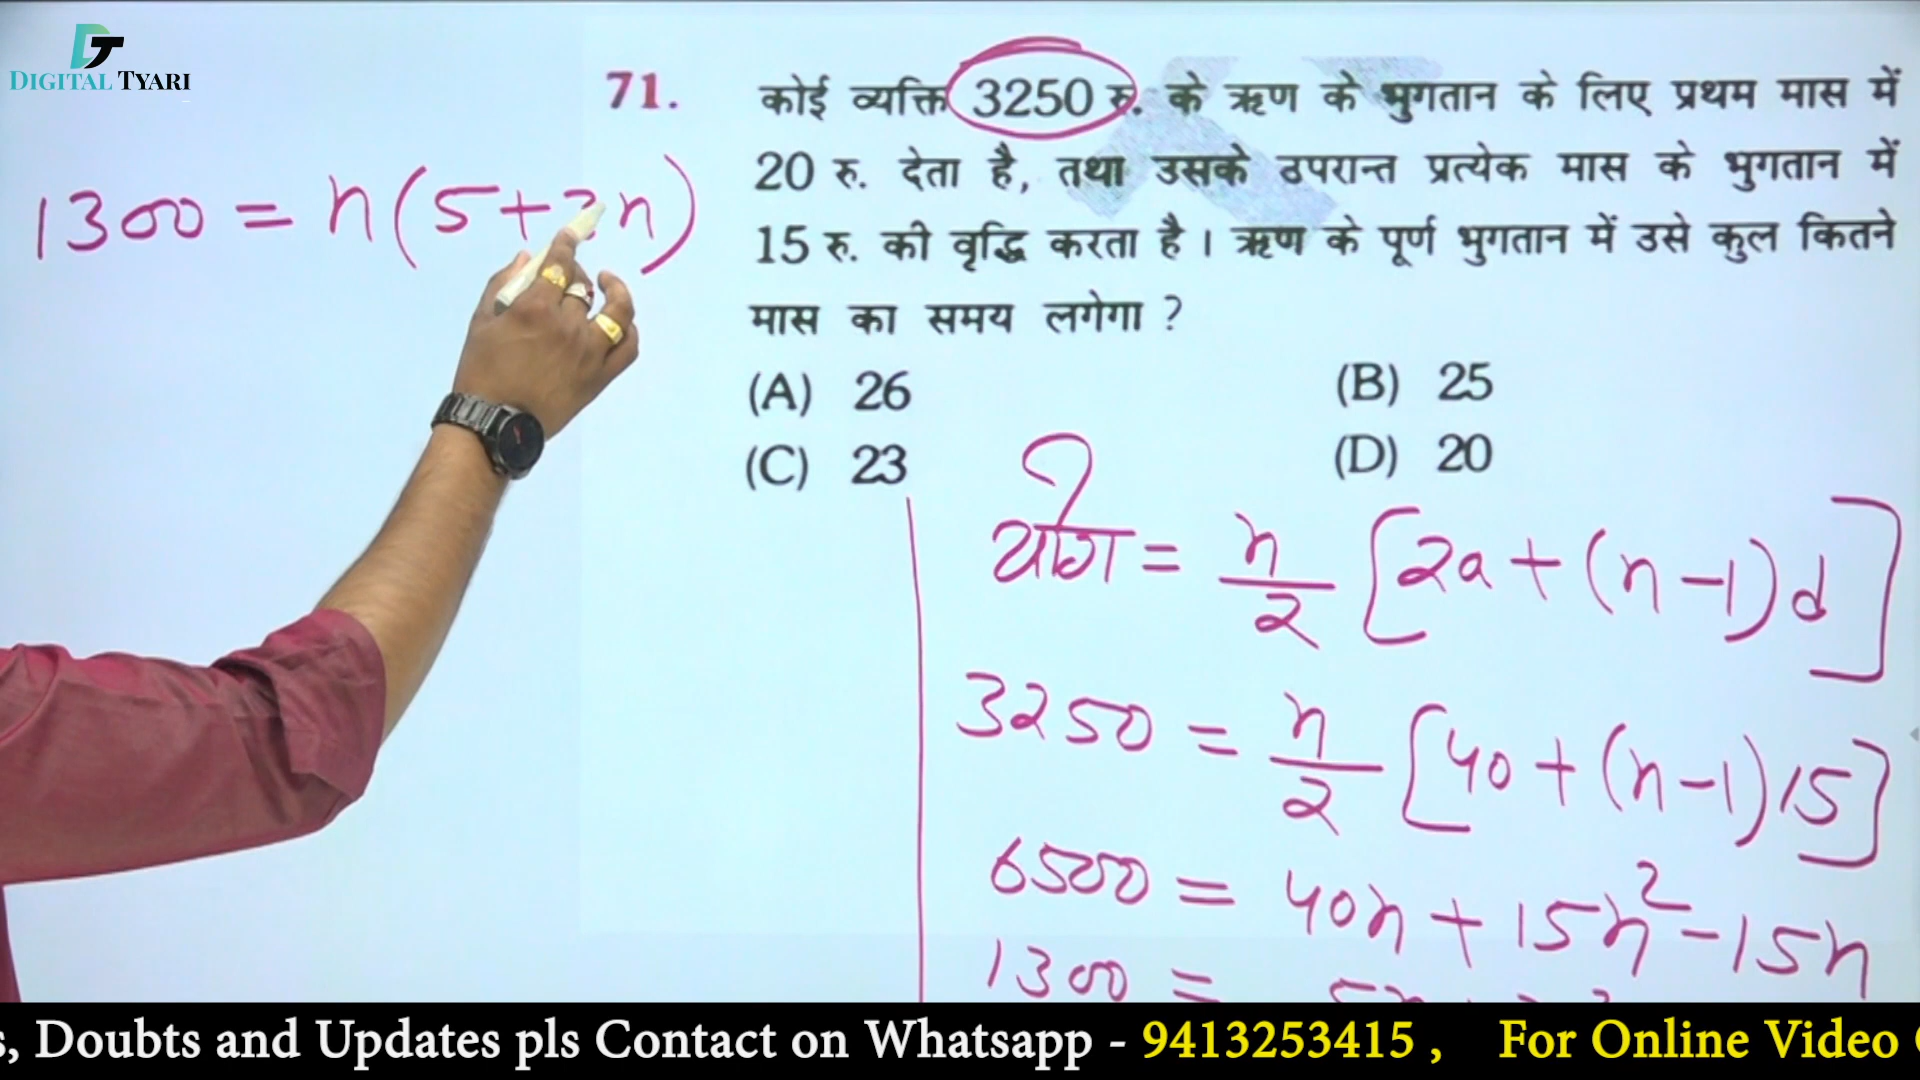 DIGITAL TYARI
71. कोई व्यक्ति 3250 रु. के ऋण के भुगतान के लिए प्रथम मास में
20 रु. देता है, तथा उसके उपरान्त प्रत्येक मास के भुगतान में
15 रु. की वृद्धि करता है । ऋण के पूर्ण भुगतान में उसे कुल कितने
मास का समय लगेगा ?
(A) 26 (B) 25
(C) 23 (D) 20
1300 = n(5+3n)
योग = n/2 [2a + (n-1)d]
3250 = n/2 [40 + (n-1)15]
6500 = 40n + 15n² - 15n
1300 =
s, Doubts and Updates pls Contact on Whatsapp - 9413253415 , For Online Video